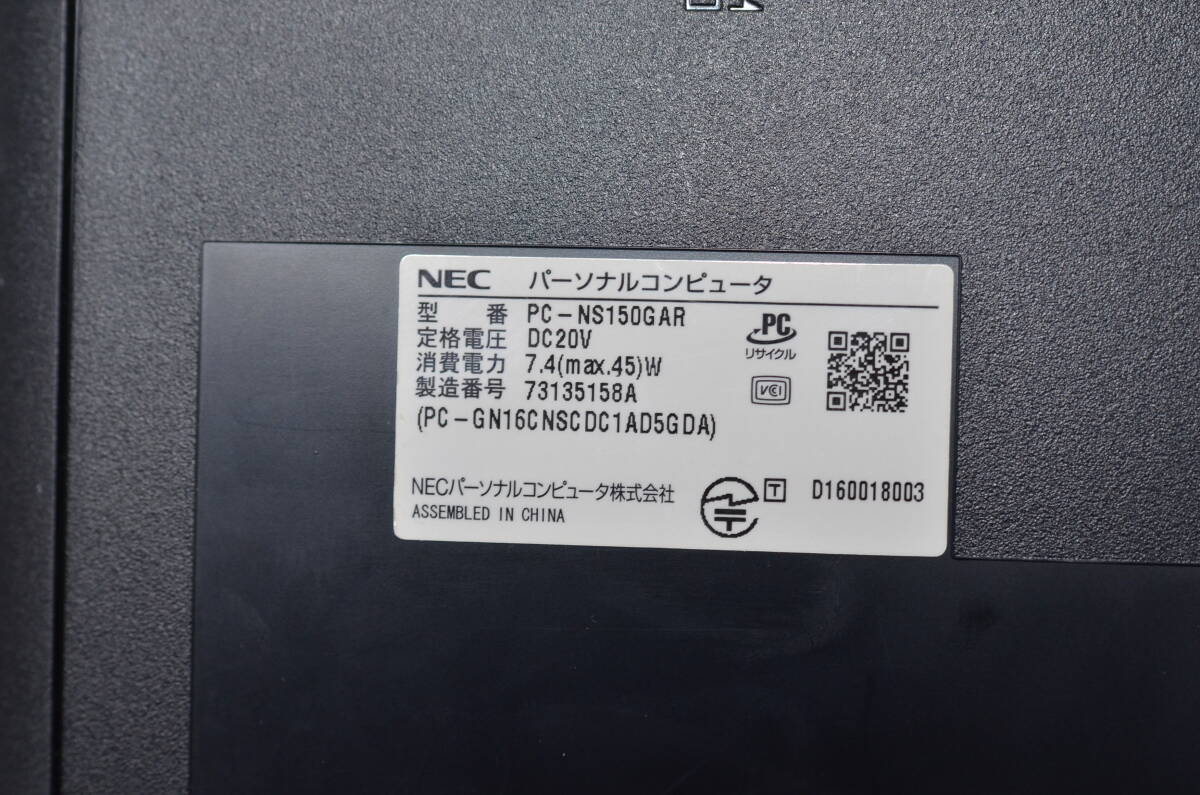 NEC パーソナルコンピュータ
型 番 PC-NS150GAR
定格電圧 DC20V
消費電力 7.4(max.45)W
製造番号 73135158A
(PC-GN16CNSCDC1AD5GDA)
PC
リサイクル
VCI
NECパーソナルコンピュータ株式会社
ASSEMBLED IN CHINA
T D160018003